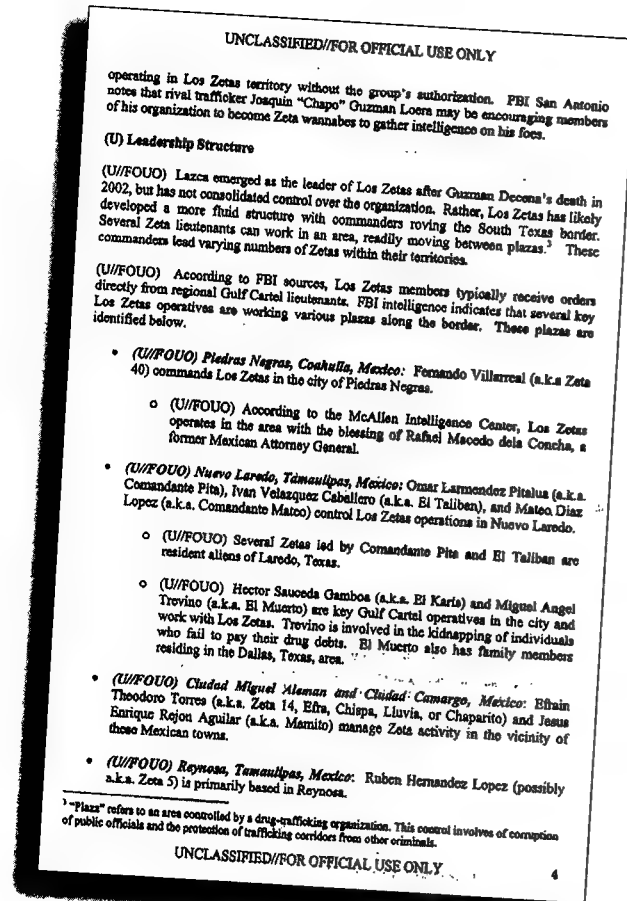 UNCLASSIFIED//FOR OFFICIAL USE ONLY
operating in Los Zetas territory without the group's authorization. FBI San Antonio
notes that rival trafficker Joaquin "Chapo" Guzman Loera may be encouraging members
of his organization to become Zeta wannabes to gather intelligence on his foes.
(U) Leadership Structure
(U//FOUO) Lazca emerged as the leader of Los Zetas after Guzman Decena's death in
2002, but has not consolidated control over the organization. Rather, Los Zetas has likely
developed a more fluid structure with commanders roving the South Texas border.
Several Zeta lieutenants can work in an area, readily moving between plazas.³ These
commanders lead varying numbers of Zetas within their territories.
(U//FOUO) According to FBI sources, Los Zetas members typically receive orders
directly from regional Gulf Cartel lieutenants. FBI intelligence indicates that several key
Los Zetas operatives are working various plazas along the border. These plazas are
identified below.
• (U//FOUO) Piedras Negras, Coahuila, Mexico: Fernando Villarreal (a.k.a Zeta
40) commands Los Zetas in the city of Piedras Negras.
o (U//FOUO) According to the McAllen Intelligence Center, Los Zetas
operates in the area with the blessing of Rafael Macedo dela Concha, a
former Mexican Attorney General.
• (U//FOUO) Nuevo Laredo, Tamaulipas, Mexico: Omar Larmendez Pitalua (a.k.a.
Comandante Pita), Ivan Velazquez Caballero (a.k.a. El Taliben), and Mateo Diaz
Lopez (a.k.a. Comandante Mateo) control Los Zetas operations in Nuevo Laredo.
o (U//FOUO) Several Zetas led by Comandante Pita and El Taliban are
resident aliens of Laredo, Texas.
o (U//FOUO) Hector Sauceda Gamboa (a.k.a. El Karis) and Miguel Angel
Trevino (a.k.a. El Muerto) are key Gulf Cartel operatives in the city and
work with Los Zetas. Trevino is involved in the kidnapping of individuals
who fail to pay their drug debts. El Muerto also has family members
residing in the Dallas, Texas, area.
• (U//FOUO) Ciudad Miguel Aleman and Ciudad Camargo, Mexico: Efrain
Theodoro Torres (a.k.a. Zeta 14, Efra, Chispa, Lluvia, or Chaparito) and Jesus
Enrique Rejon Aguilar (a.k.a. Mamito) manage Zeta activity in the vicinity of
these Mexican towns.
• (U//FOUO) Reynosa, Tamaulipas, Mexico: Ruben Hernandez Lopez (possibly
a.k.a. Zeta 5) is primarily based in Reynosa.
³ "Plaza" refers to an area controlled by a drug-trafficking organization. This control involves of corruption
of public officials and the protection of trafficking corridors from other criminals.
UNCLASSIFIED//FOR OFFICIAL USE ONLY
4